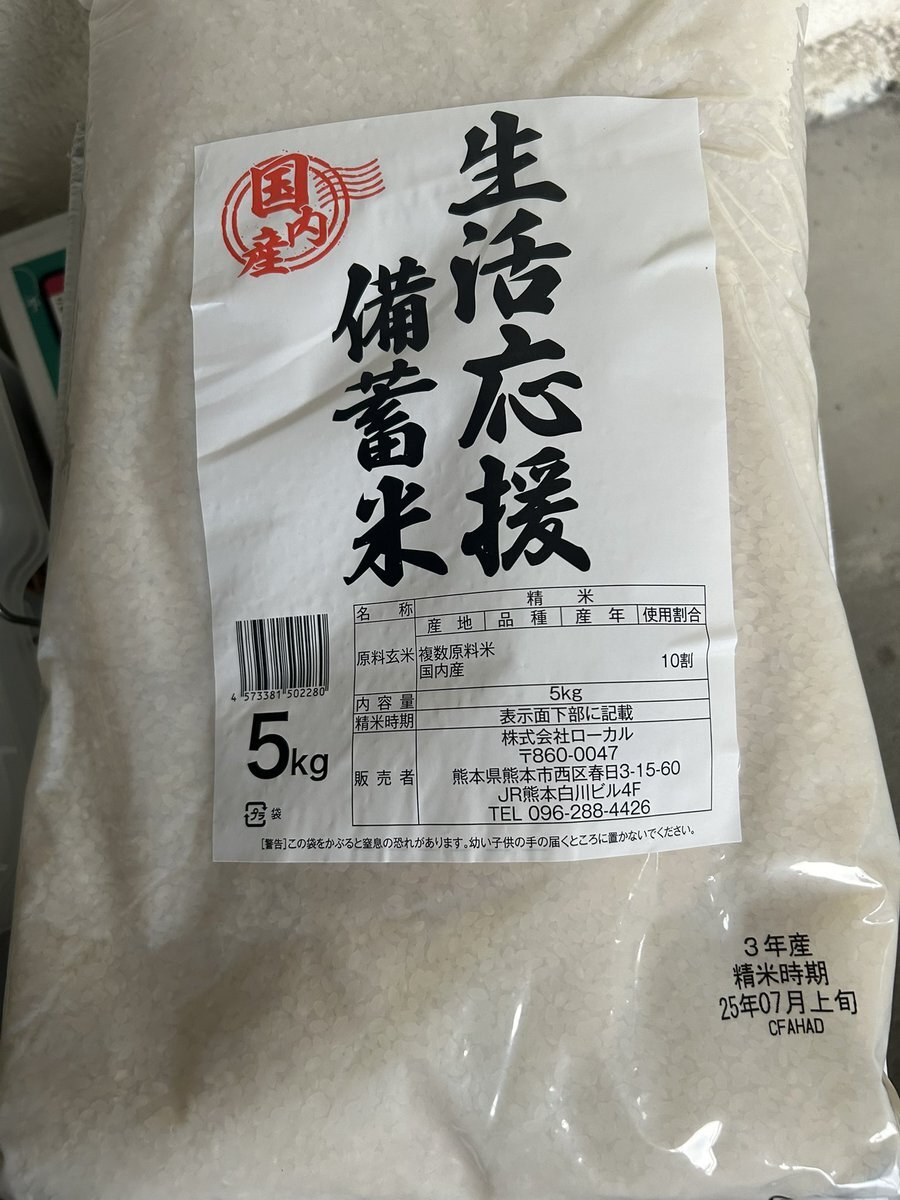 国内産
生活応援
備蓄米
名称 精米
産地 品種 産年 使用割合
原料玄米 複数原料米
国内産 10割
内容量 5kg
精米時期 表示面下部に記載
販売者 株式会社ローカル
〒860-0047
熊本県熊本市西区春日3-15-60
JR熊本白川ビル4F
TEL 096-288-4426
4 573381 502280
5kg
プラ 袋
[警告]この袋をかぶると窒息の恐れがあります。幼い子供の手の届くところに置かないでください。
3年産
精米時期
25年07月上旬
CFAHAD